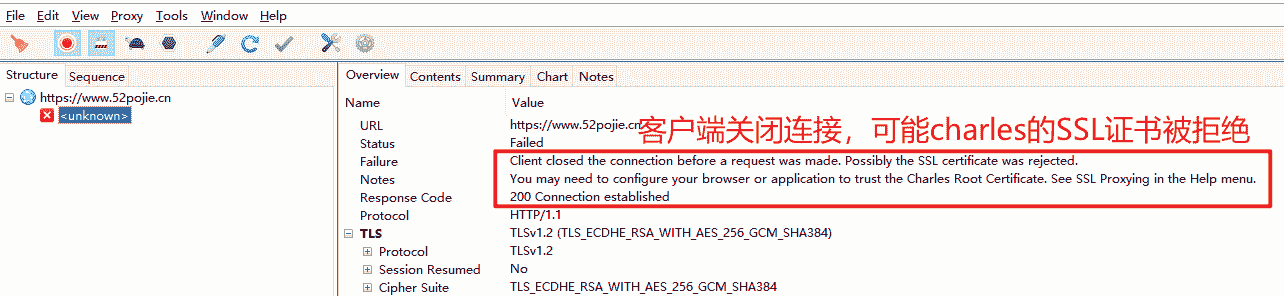 File Edit View Proxy Tools Window Help
Structure Sequence
https://www.52pojie.cn
<unknown>
Overview Contents Summary Chart Notes
Name Value
URL https://www.52pojie.cn
客户端关闭连接，可能charles的SSL证书被拒绝
Status Failed
Failure Client closed the connection before a request was made. Possibly the SSL certificate was rejected.
Notes You may need to configure your browser or application to trust the Charles Root Certificate. See SSL Proxying in the Help menu.
Response Code 200 Connection established
Protocol HTTP/1.1
TLS TLSv1.2 (TLS_ECDHE_RSA_WITH_AES_256_GCM_SHA384)
Protocol TLSv1.2
Session Resumed No
Cipher Suite TLS_ECDHE_RSA_WITH_AES_256_GCM_SHA384